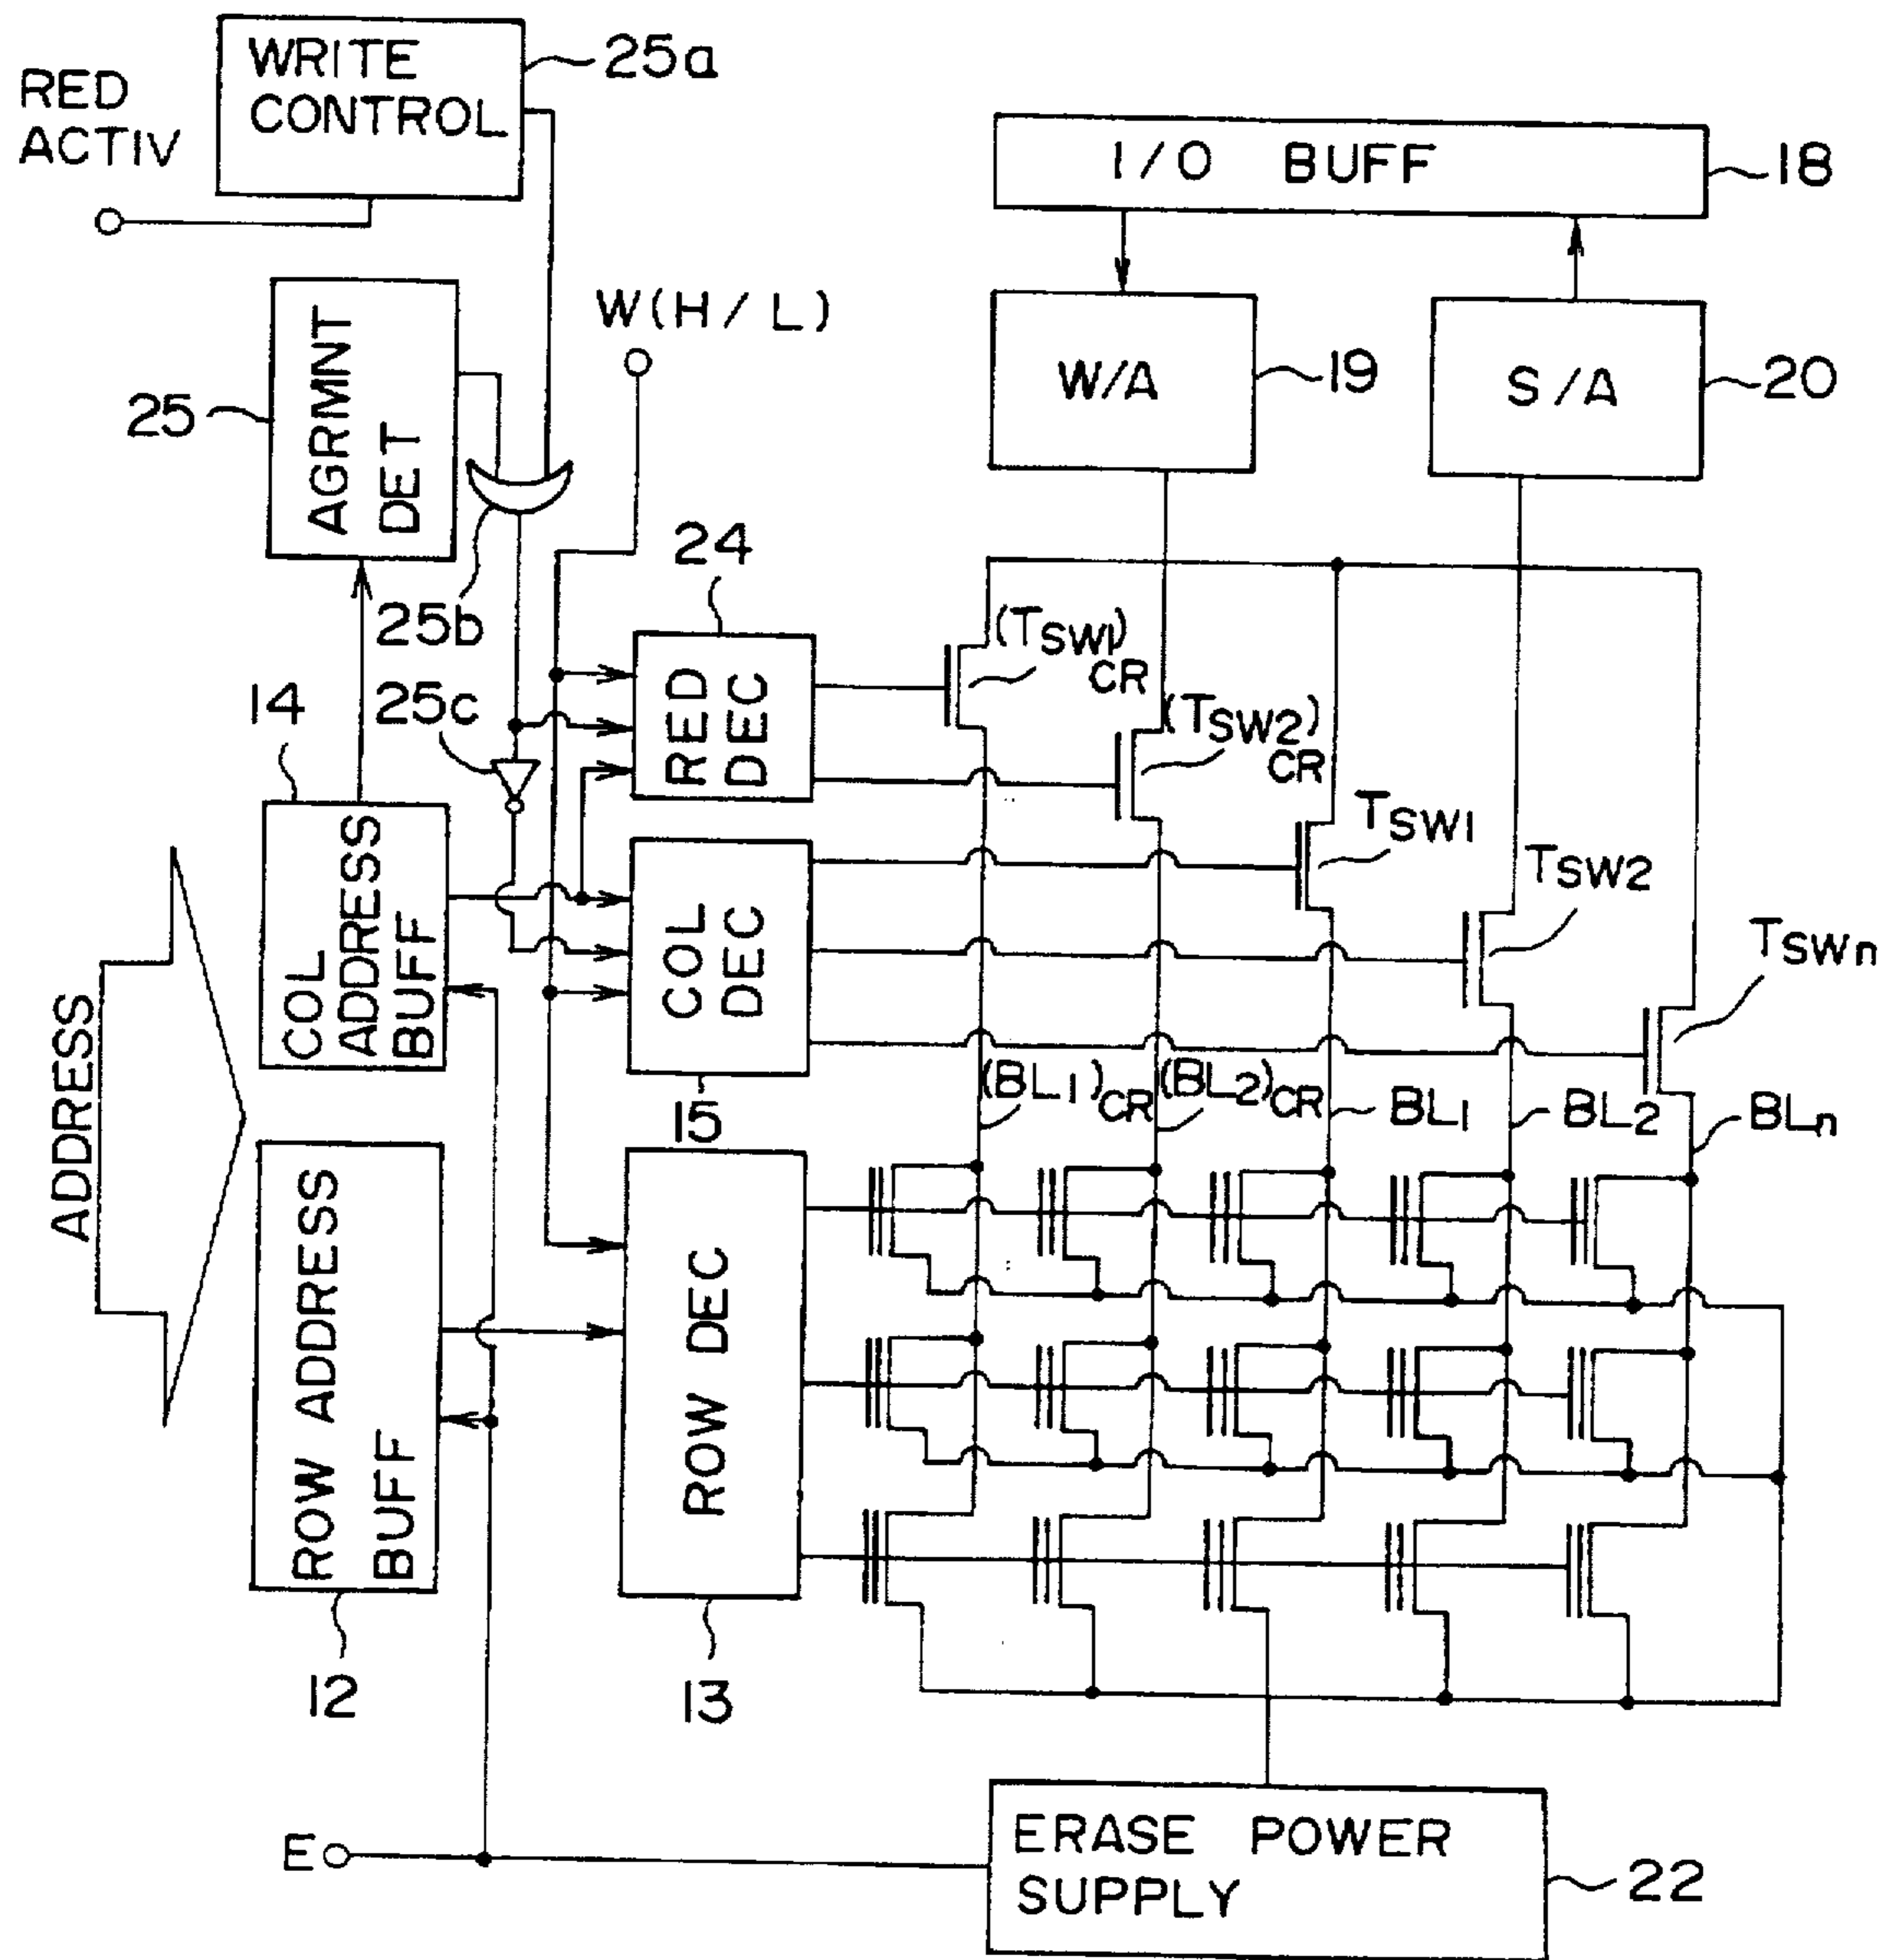 WRITE
CONTROL
25a
RED
ACTIV
I/O BUFF
18
W(H/L)
AGRMNT
DET
25
W/A
19
S/A
20
25b
24
(TSW1)CR
RED
DEC
(TSW2)CR
14
25c
TSW1
TSW2
TSWn
COL
ADDRESS
BUFF
COL
DEC
15
ADDRESS
(BL1)CR
(BL2)CR
BL1
BL2
BLn
ROW ADDRESS
BUFF
12
ROW DEC
13
E
ERASE POWER
SUPPLY
22